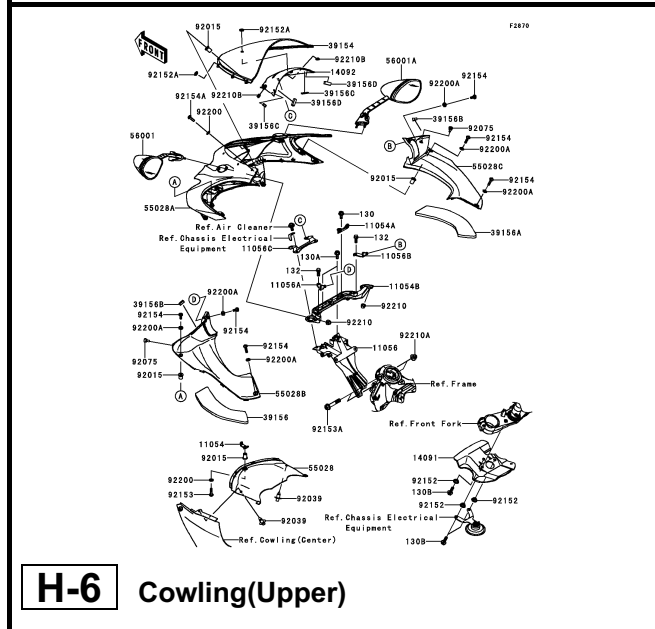 F2870
FRONT
92015
92152A
39154
92210B
14092
56001A
92154
92200A
92152A
39156D
39156C
92154A
92210B
39156D
92200
39156C
C
39156B
92075
92154
92200A
55028C
56001
B
A
92015
92154
92200A
55028A
39156A
130
11054A
Ref.Air Cleaner
C
Ref.Chassis Electrical
Equipment
11056C
132
B
130A
11056B
132
D
11056A
11054B
39156B
D
92200A
92210
92154
92200A
92154
92210
92210A
92154
11056
92075
92200A
Ref.Frame
92015
A
55028B
39156
92153A
Ref.Front Fork
11054
92015
55028
14091
92200
92153
92152
92039
130B
92152
92152
92039
Ref.Chassis Electrical
Equipment
Ref.Cowling(Center)
130B
H-6
Cowling(Upper)